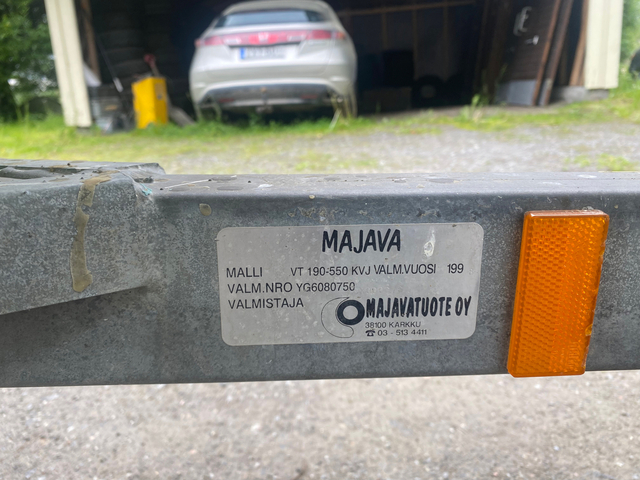 MAJAVA
MALLI VT 190-550 KVJ VALM.VUOSI 199
VALM.NRO YG6080750
VALMISTAJA MAJAVATUOTE OY
38100 KARKKU
☎ 03 - 513 4411